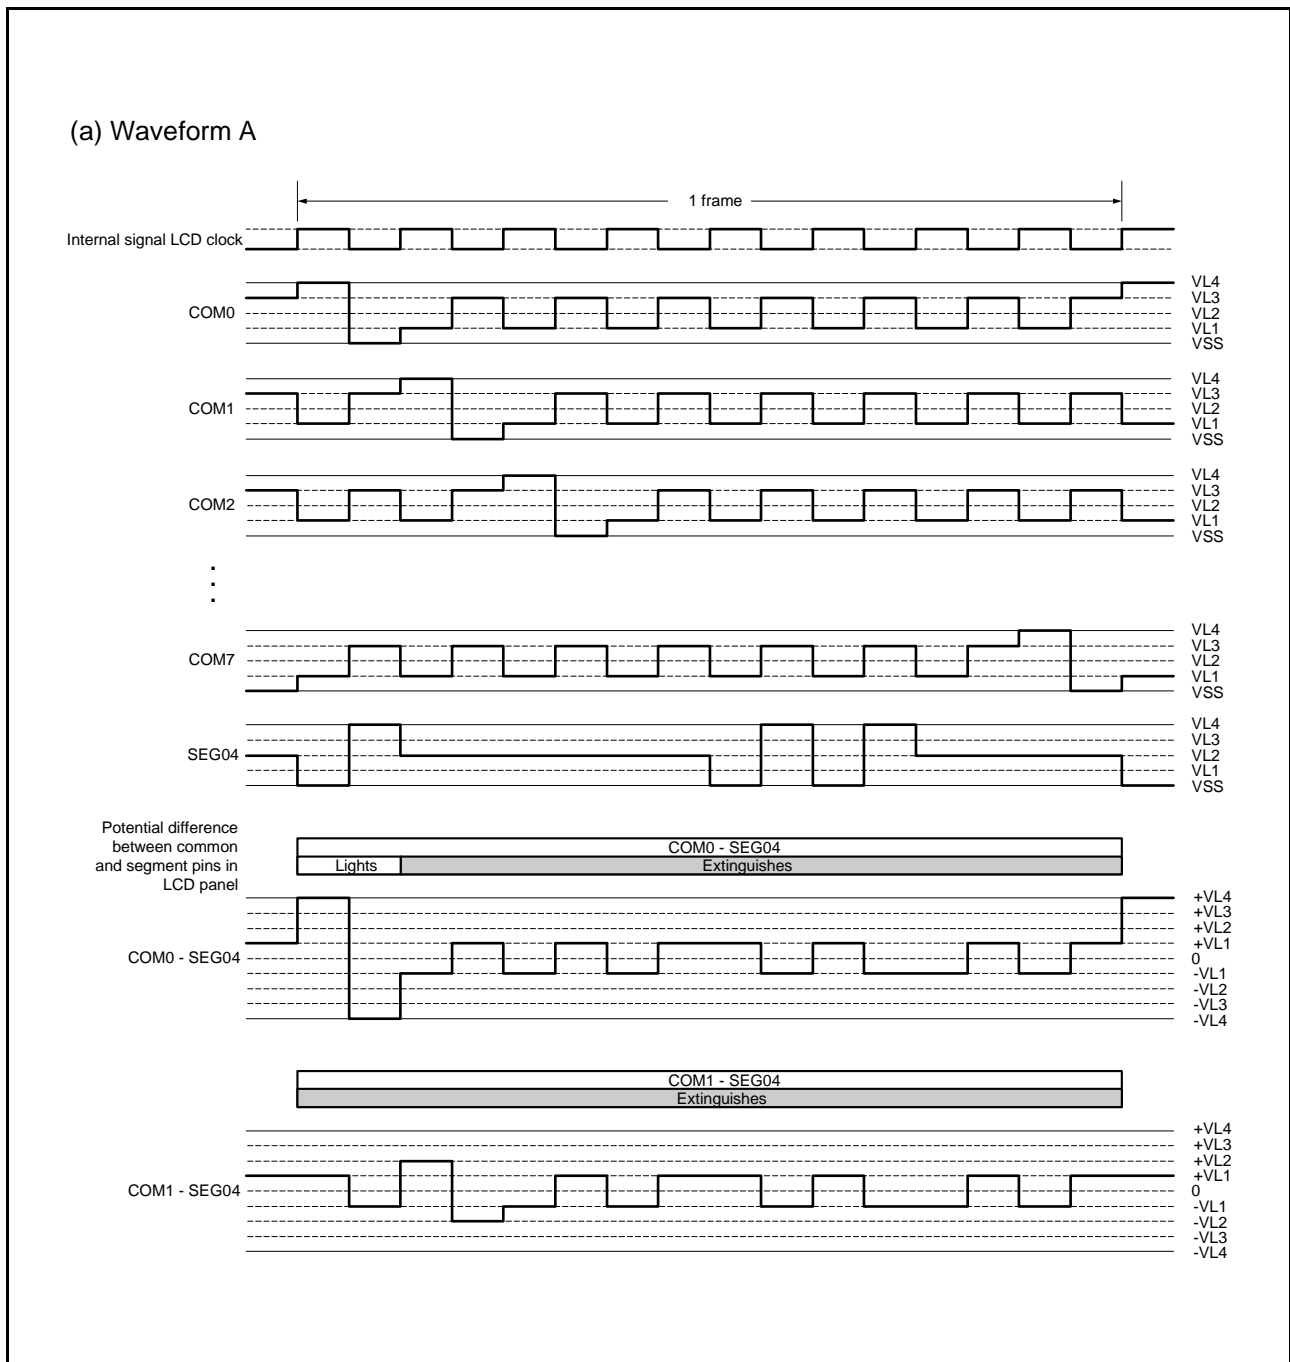 (a) Waveform A
1 frame
Internal signal LCD clock
COM0
VL4
VL3
VL2
VL1
VSS
COM1
VL4
VL3
VL2
VL1
VSS
COM2
VL4
VL3
VL2
VL1
VSS
COM7
VL4
VL3
VL2
VL1
VSS
SEG04
VL4
VL3
VL2
VL1
VSS
Potential difference
between common
and segment pins in
LCD panel
COM0 - SEG04
Lights
Extinguishes
COM0 - SEG04
+VL4
+VL3
+VL2
+VL1
0
-VL1
-VL2
-VL3
-VL4
COM1 - SEG04
Extinguishes
COM1 - SEG04
+VL4
+VL3
+VL2
+VL1
0
-VL1
-VL2
-VL3
-VL4